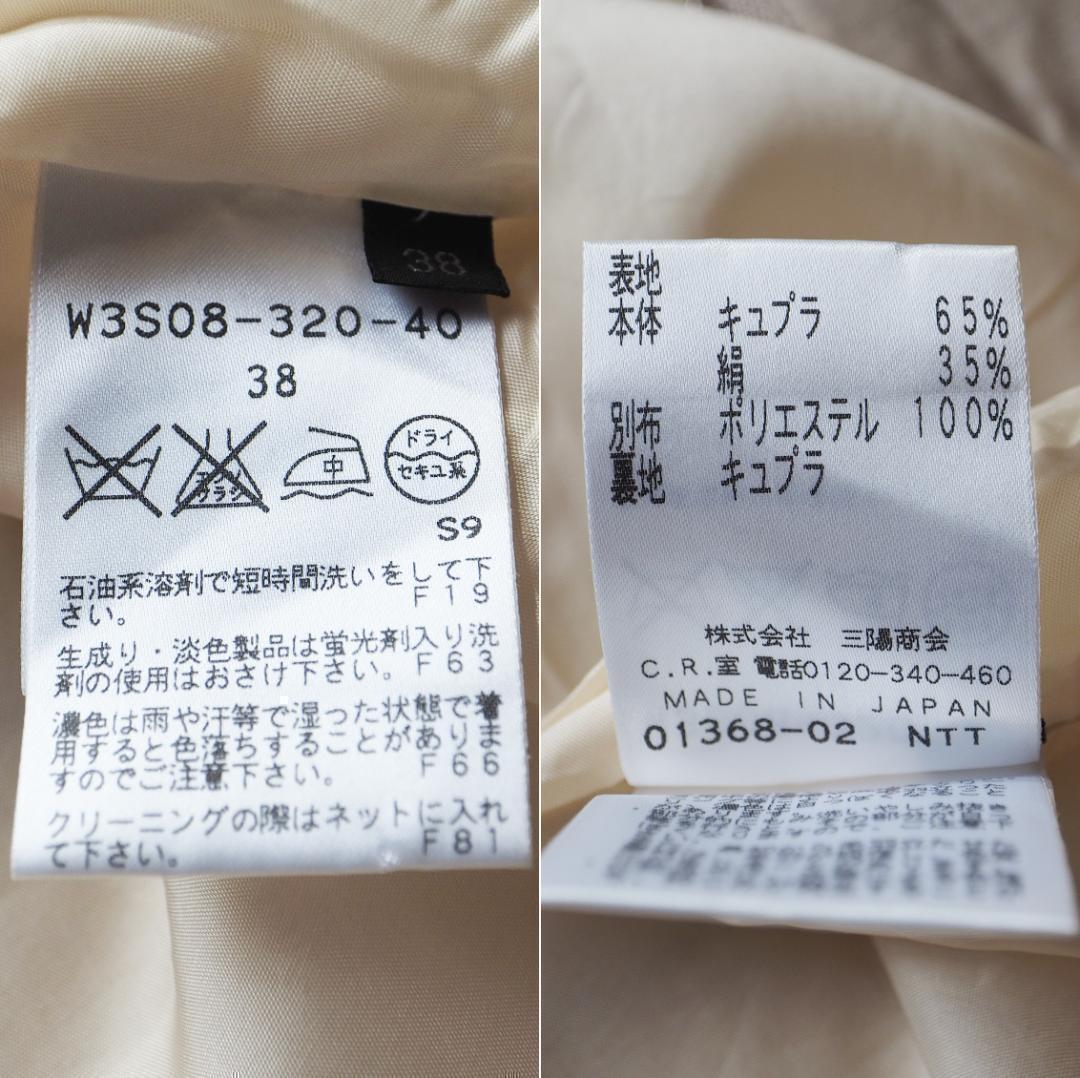 38
W3S08-320-40
38
中
ドライ
セキユ系
S9
石油系溶剤で短時間洗いをして下
さい。 F19
生成り・淡色製品は蛍光剤入り洗
剤の使用はおさけ下さい。 F63
濃色は雨や汗等で湿った状態で着
用すると色落ちすることがありま
すのでご注意下さい。 F66
クリーニングの際はネットに入れ
て下さい。 F81
表地
本体 キュプラ 65%
絹 35%
別布 ポリエステル 100%
裏地 キュプラ
株式会社 三陽商会
C.R.室 電話0120-340-460
MADE IN JAPAN
01368-02 NTT